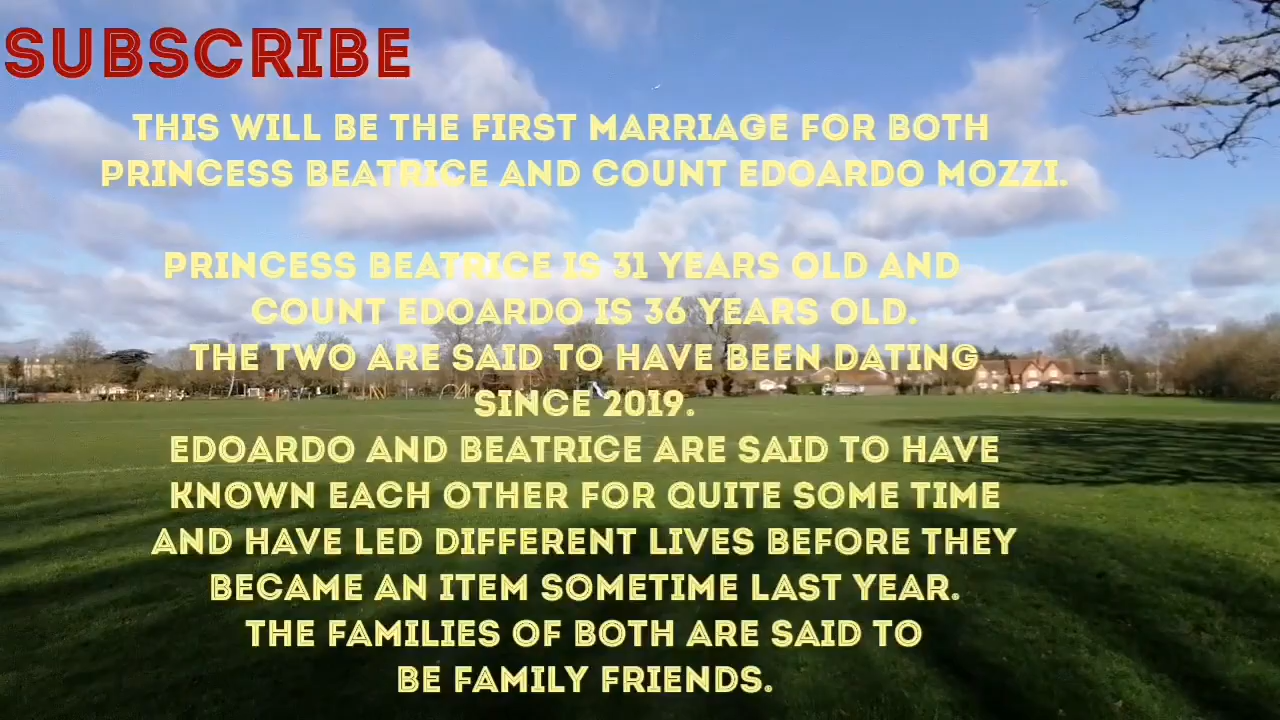 SUBSCRIBE
THIS WILL BE THE FIRST MARRIAGE FOR BOTH
PRINCESS BEATRICE AND COUNT EDOARDO MOZZI.
PRINCESS BEATRICE IS 31 YEARS OLD AND
COUNT EDOARDO IS 36 YEARS OLD.
THE TWO ARE SAID TO HAVE BEEN DATING
SINCE 2019.
EDOARDO AND BEATRICE ARE SAID TO HAVE
KNOWN EACH OTHER FOR QUITE SOME TIME
AND HAVE LED DIFFERENT LIVES BEFORE THEY
BECAME AN ITEM SOMETIME LAST YEAR.
THE FAMILIES OF BOTH ARE SAID TO
BE FAMILY FRIENDS.